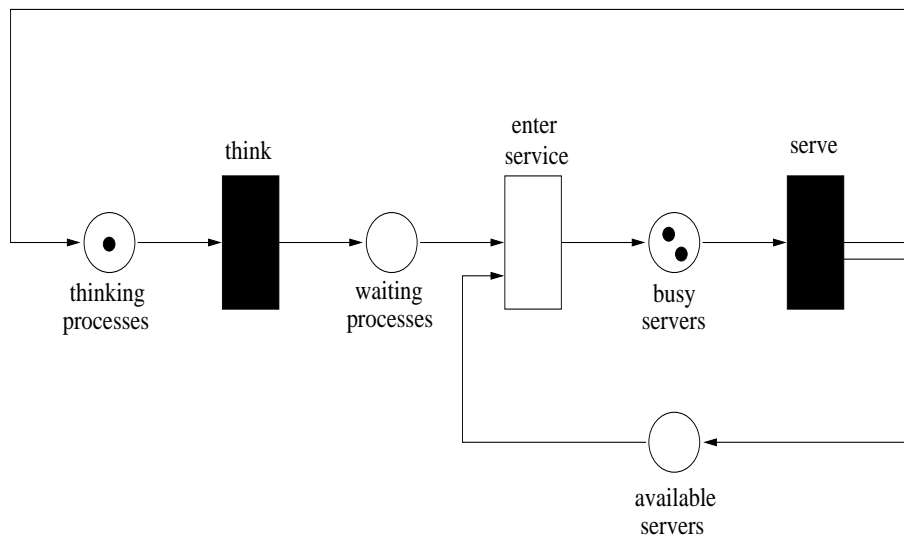 think
enter
service
serve
thinking
processes
waiting
processes
busy
servers
available
servers